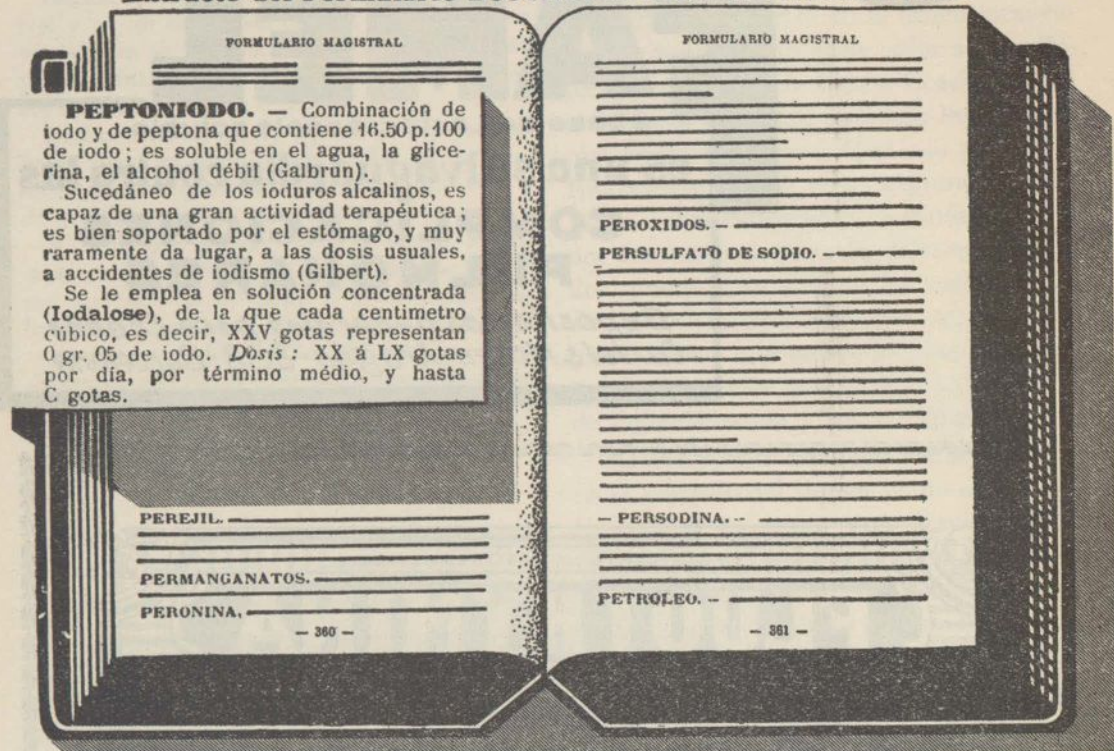 FORMULARIO MAGISTRAL
PEPTONIODO. — Combinación de
iodo y de peptona que contiene 16.50 p. 100
de iodo ; es soluble en el agua, la glice-
rina, el alcohol débil (Galbrun).
Sucedáneo de los ioduros alcalinos, es
capaz de una gran actividad terapéutica ;
es bien soportado por el estómago, y muy
raramente da lugar, a las dosis usuales,
a accidentes de iodismo (Gilbert).
Se le emplea en solución concentrada
(Iodalose), de la que cada centimetro
cúbico, es decir, XXV gotas representan
0 gr. 05 de iodo. Dosis : XX á LX gotas
por día, por término médio, y hasta
C gotas.
PEREJIL. —
PERMANGANATOS. —
PERONINA. —
— 360 —
FORMULARIO MAGISTRAL
PEROXIDOS. —
PERSULFATO DE SODIO. —
— PERSODINA. —
PETROLEO. —
— 361 —